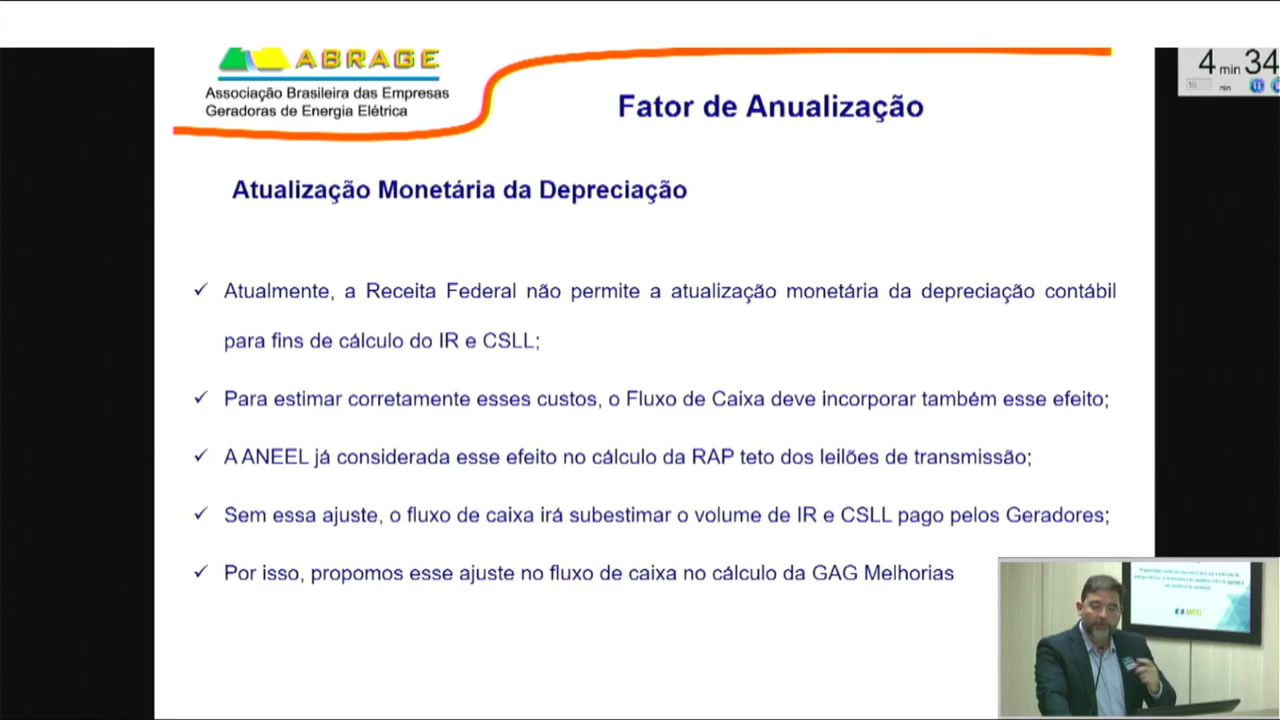 ABRAGE
Associação Brasileira das Empresas
Geradoras de Energia Elétrica
Fator de Anualização
4 min 34
min
Atualização Monetária da Depreciação
✓ Atualmente, a Receita Federal não permite a atualização monetária da depreciação contábil
para fins de cálculo do IR e CSLL;
✓ Para estimar corretamente esses custos, o Fluxo de Caixa deve incorporar também esse efeito;
✓ A ANEEL já considerada esse efeito no cálculo da RAP teto dos leilões de transmissão;
✓ Sem essa ajuste, o fluxo de caixa irá subestimar o volume de IR e CSLL pago pelos Geradores;
✓ Por isso, propomos esse ajuste no fluxo de caixa no cálculo da GAG Melhorias
ANEEL